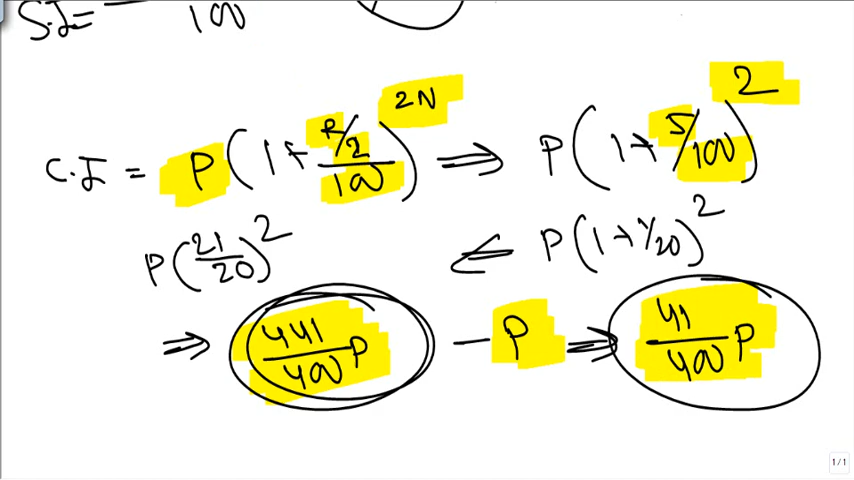 S.I = 100
C.I = P(1+(R/2)/100)^2N ⇒ P(1+5/100)^2
P(21/20)^2 ⇐ P(1+1/20)^2
⇒ 441/400 P - P ⇒ 41/400 P
1/1